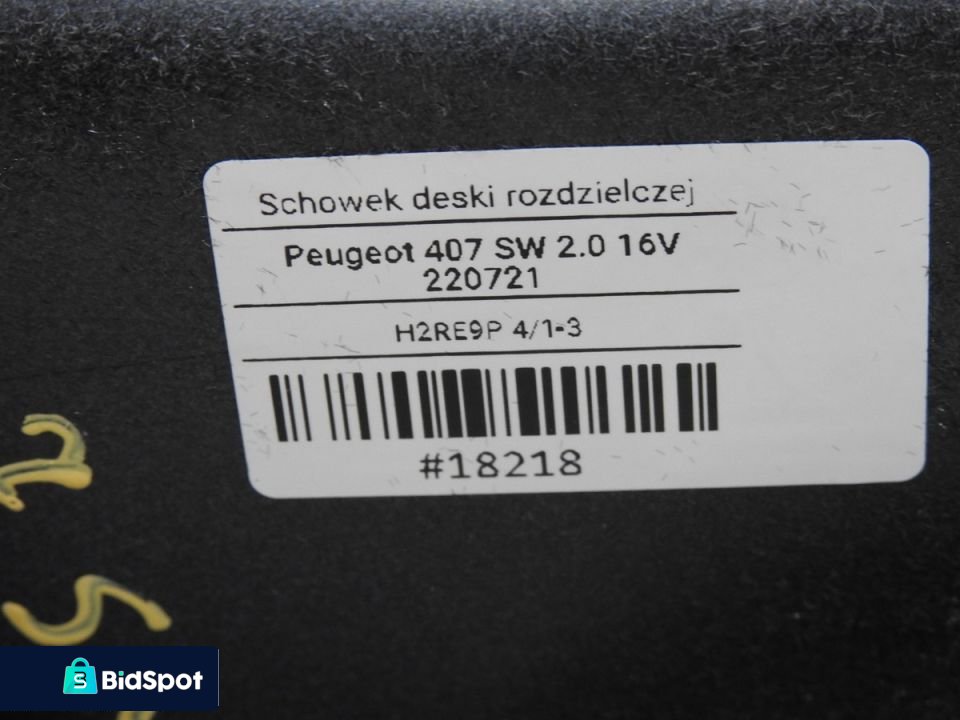 Schowek deski rozdzielczej
Peugeot 407 SW 2.0 16V
220721
H2RE9P 4/1-3
#18218
BidSpot